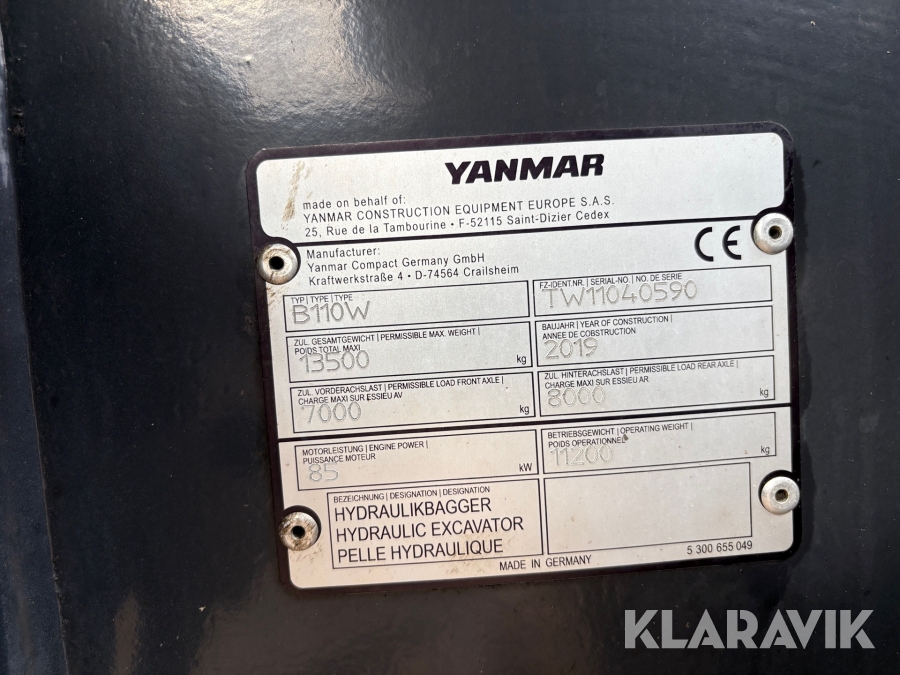 YANMAR
made on behalf of:
YANMAR CONSTRUCTION EQUIPMENT EUROPE S.A.S.
25, Rue de la Tambourine • F-52115 Saint-Dizier Cedex
Manufacturer:
Yanmar Compact Germany GmbH
Kraftwerkstraße 4 • D-74564 Crailsheim
CE
TYP | TYPE | TYPE
B110W
FZ-IDENT.NR. | SERIAL-NO. | NO. DE SERIE
TW11040590
ZUL. GESAMTGEWICHT | PERMISSIBLE MAX. WEIGHT |
POIDS TOTAL MAXI
13500 kg
BAUJAHR | YEAR OF CONSTRUCTION |
ANNEE DE COBSTRUCTION
2019
ZUL. VORDERACHSLAST | PERMISSIBLE LOAD FRONT AXLE |
CHARGE MAXI SUR ESSIEU AV
7000 kg
ZUL. HINTERACHSLAST | PERMISSIBLE LOAD REAR AXLE |
CHARGE MAXI SUR ESSIEU AR
8000 kg
MOTORLEISTUNG | ENGINE POWER |
PUISSANCE MOTEUR
85 kW
BETRIEBSGEWICHT | OPERATING WEIGHT |
POIDS OPERATIONNEL
11200 kg
BEZEICHNUNG | DESIGNATION | DESIGNATION
HYDRAULIKBAGGER
HYDRAULIC EXCAVATOR
PELLE HYDRAULIQUE
MADE IN GERMANY
5 300 655 049
KLARAVIK